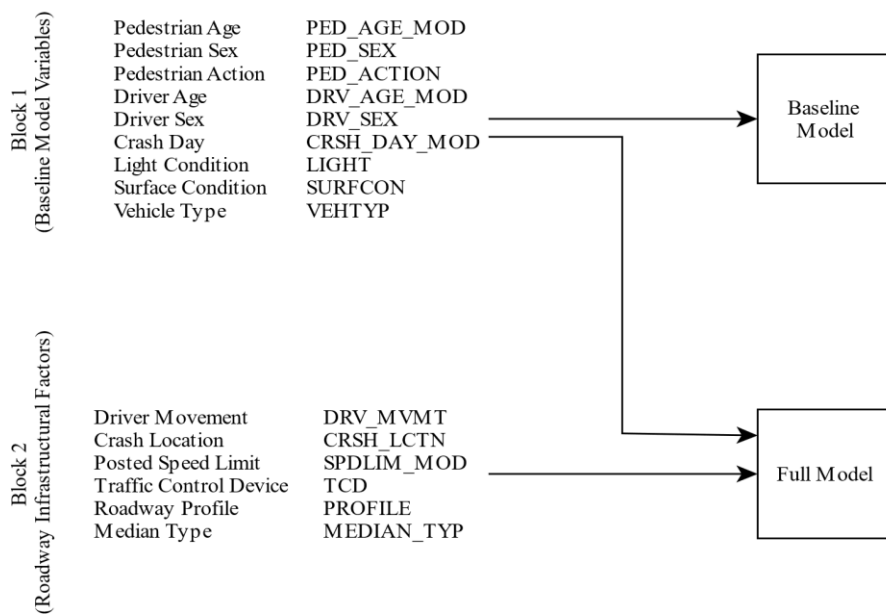 Block 1
(Baseline Model Variables)
Pedestrian Age PED_AGE_MOD
Pedestrian Sex PED_SEX
Pedestrian Action PED_ACTION
Driver Age DRV_AGE_MOD
Driver Sex DRV_SEX
Crash Day CRSH_DAY_MOD
Light Condition LIGHT
Surface Condition SURFCON
Vehicle Type VEHTYP
Baseline
Model
Block 2
(Roadway Infrastructural Factors)
Driver Movement DRV_MVMT
Crash Location CRSH_LCTN
Posted Speed Limit SPDLIM_MOD
Traffic Control Device TCD
Roadway Profile PROFILE
Median Type MEDIAN_TYP
Full Model